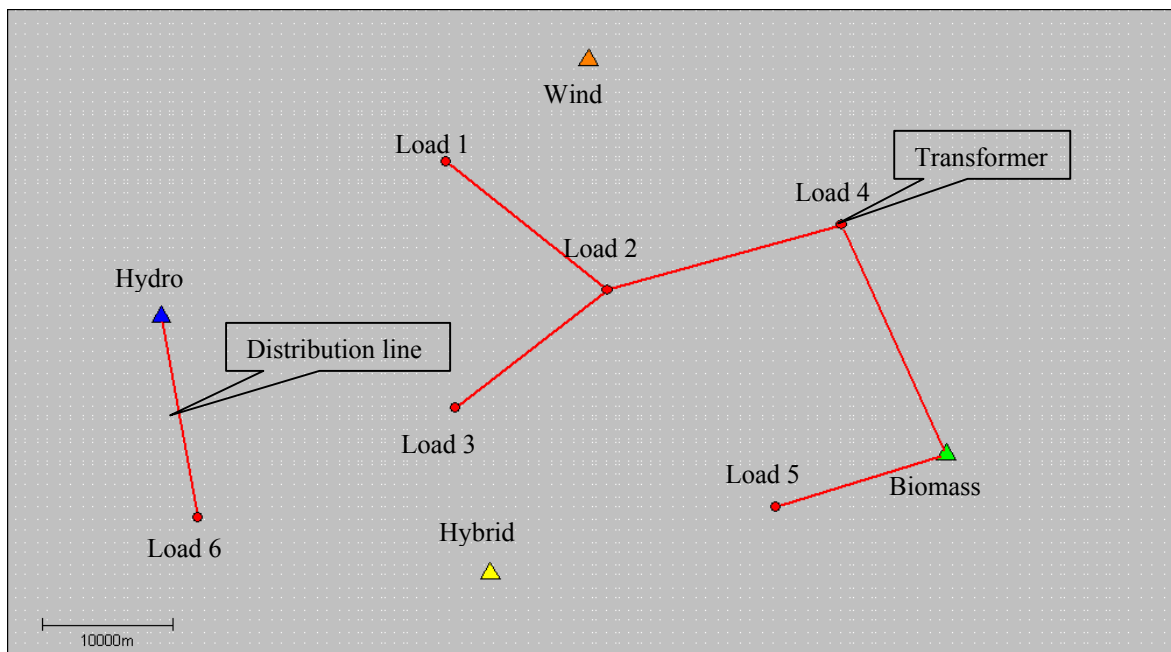 Wind
Load 1
Transformer
Load 4
Load 2
Hydro
Distribution line
Load 3
Load 5
Biomass
Hybrid
Load 6
10000m